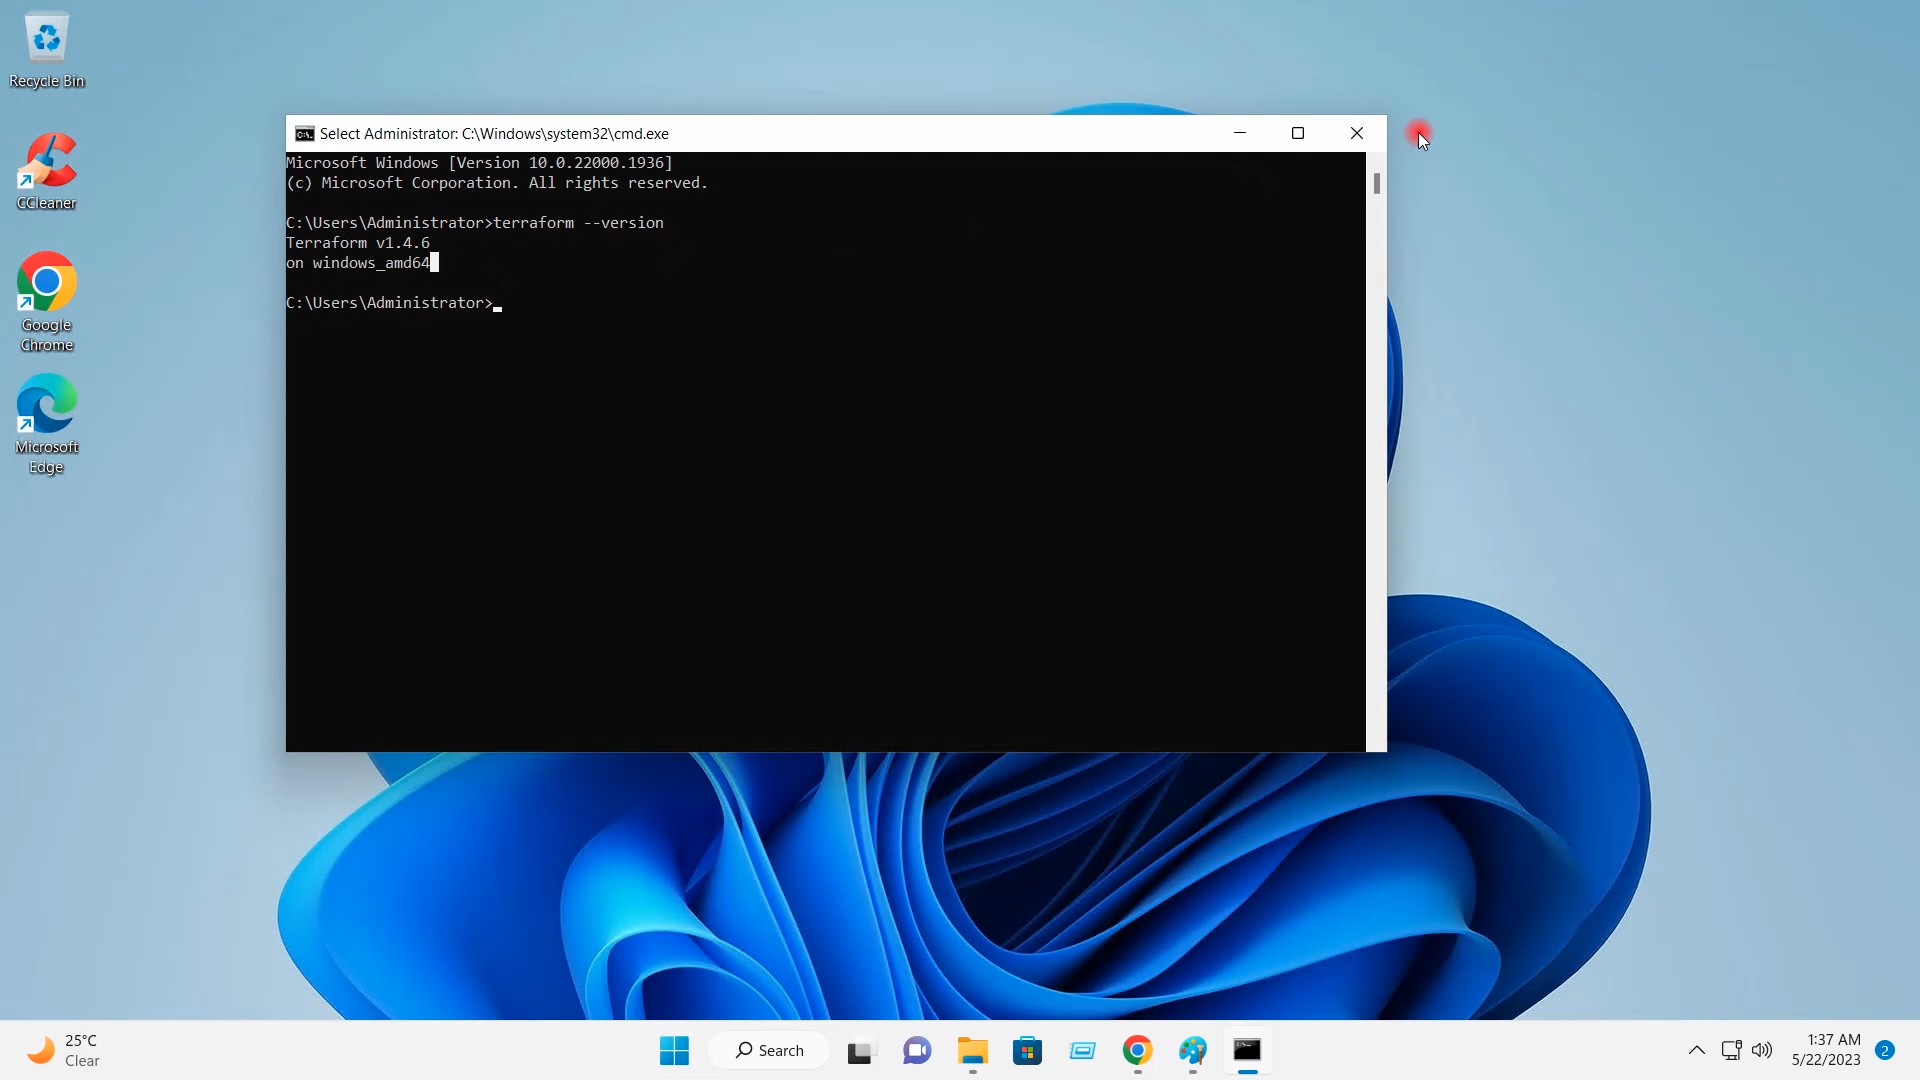 Recycle Bin
CCleaner
Google
Chrome
Microsoft
Edge
Select Administrator: C:\Windows\system32\cmd.exe
Microsoft Windows [Version 10.0.22000.1936]
(c) Microsoft Corporation. All rights reserved.
C:\Users\Administrator>terraform --version
Terraform v1.4.6
on windows_amd64
C:\Users\Administrator>
25°C
Clear
Search
1:37 AM
5/22/2023
2